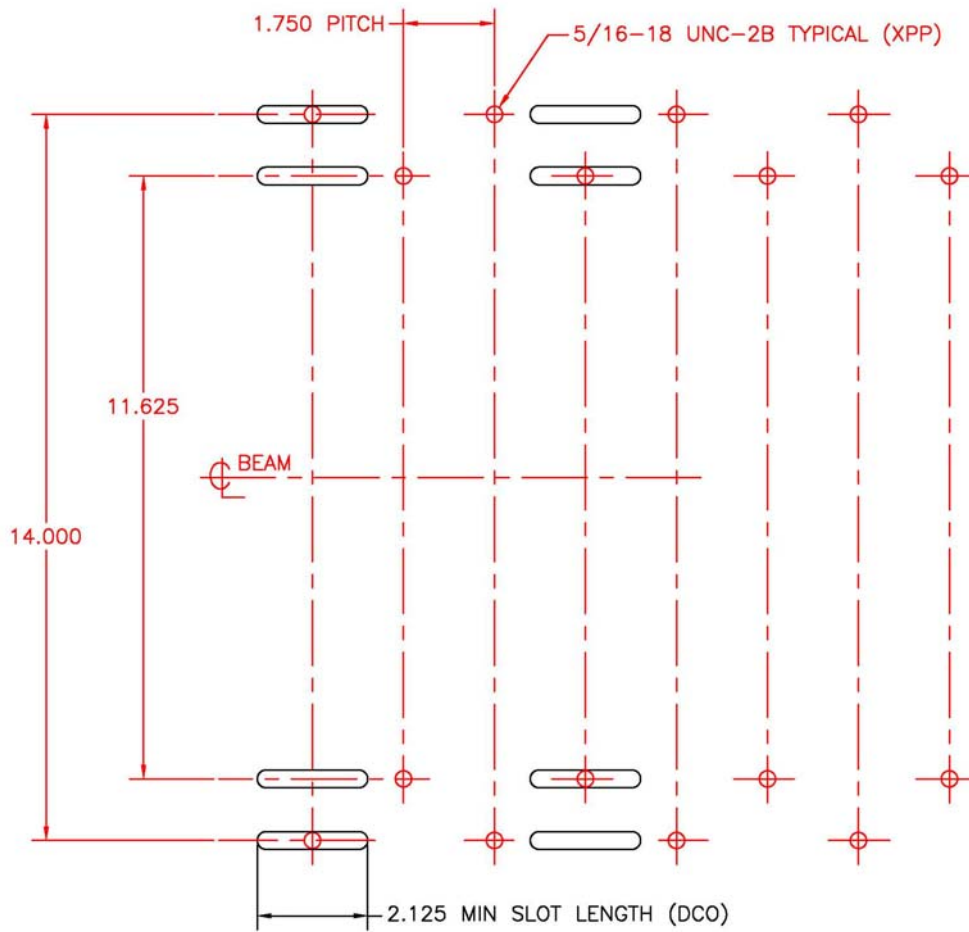 1.750 PITCH
5/16-18 UNC-2B TYPICAL (XPP)
11.625
BEAM
14.000
2.125 MIN SLOT LENGTH (DCO)